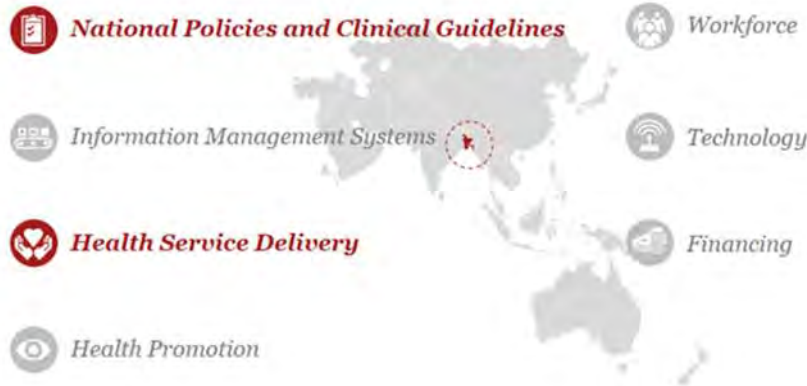 National Policies and Clinical Guidelines
Workforce
Information Management Systems
Technology
Health Service Delivery
Financing
Health Promotion